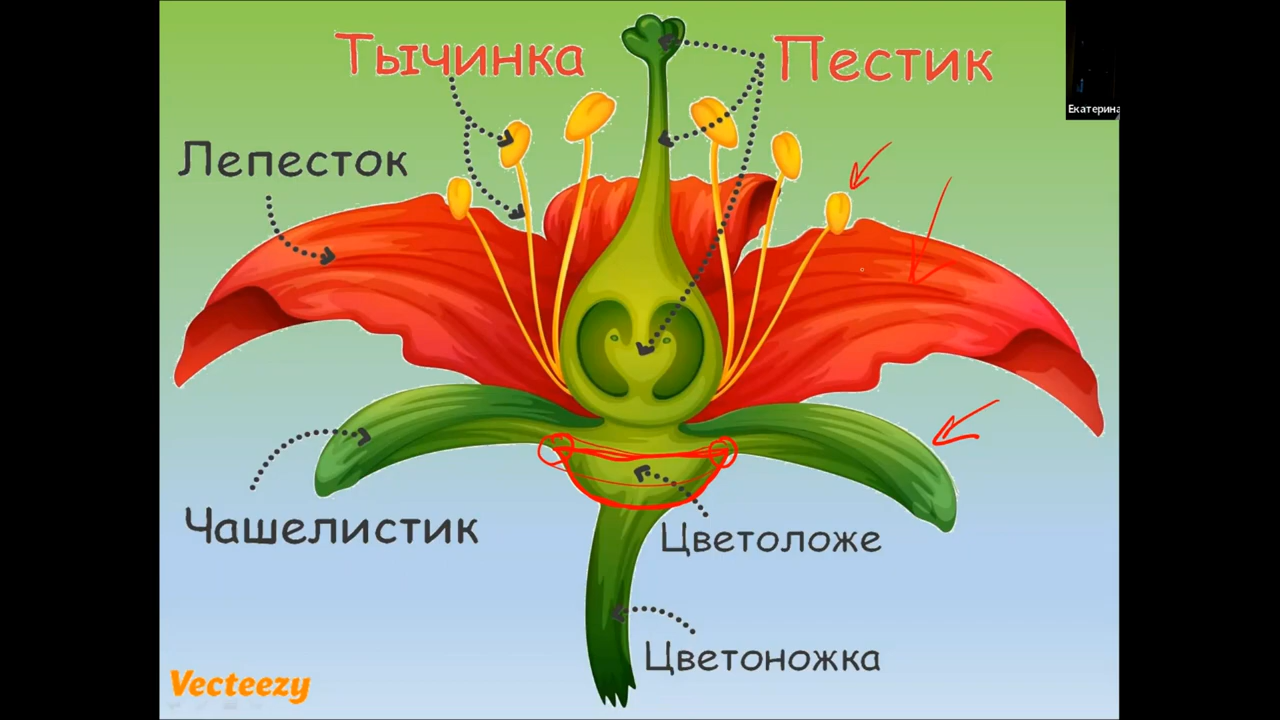 Тычинка
Пестик
Екатерина
Лепесток
Чашелистик
Цветоложе
Цветоножка
Vecteezy